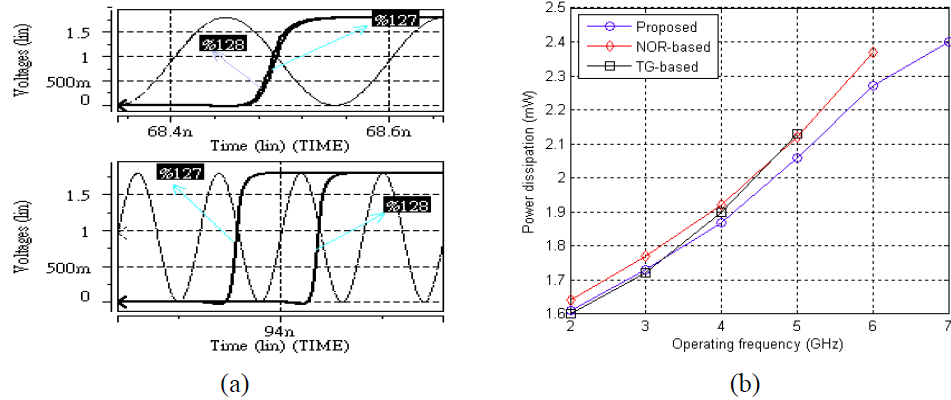 Voltages (lin)
1.5
1
500m
0
%128
%127
68.4n
68.6n
Time (lin) (TIME)
Voltages (lin)
1.5
1
500m
0
%127
%128
94n
Time (lin) (TIME)
(a)
Power dissipation (mW)
2.5
2.4
2.3
2.2
2.1
2
1.9
1.8
1.7
1.6
Proposed
NOR-based
TG-based
2
3
4
5
6
7
Operating frequency (GHz)
(b)